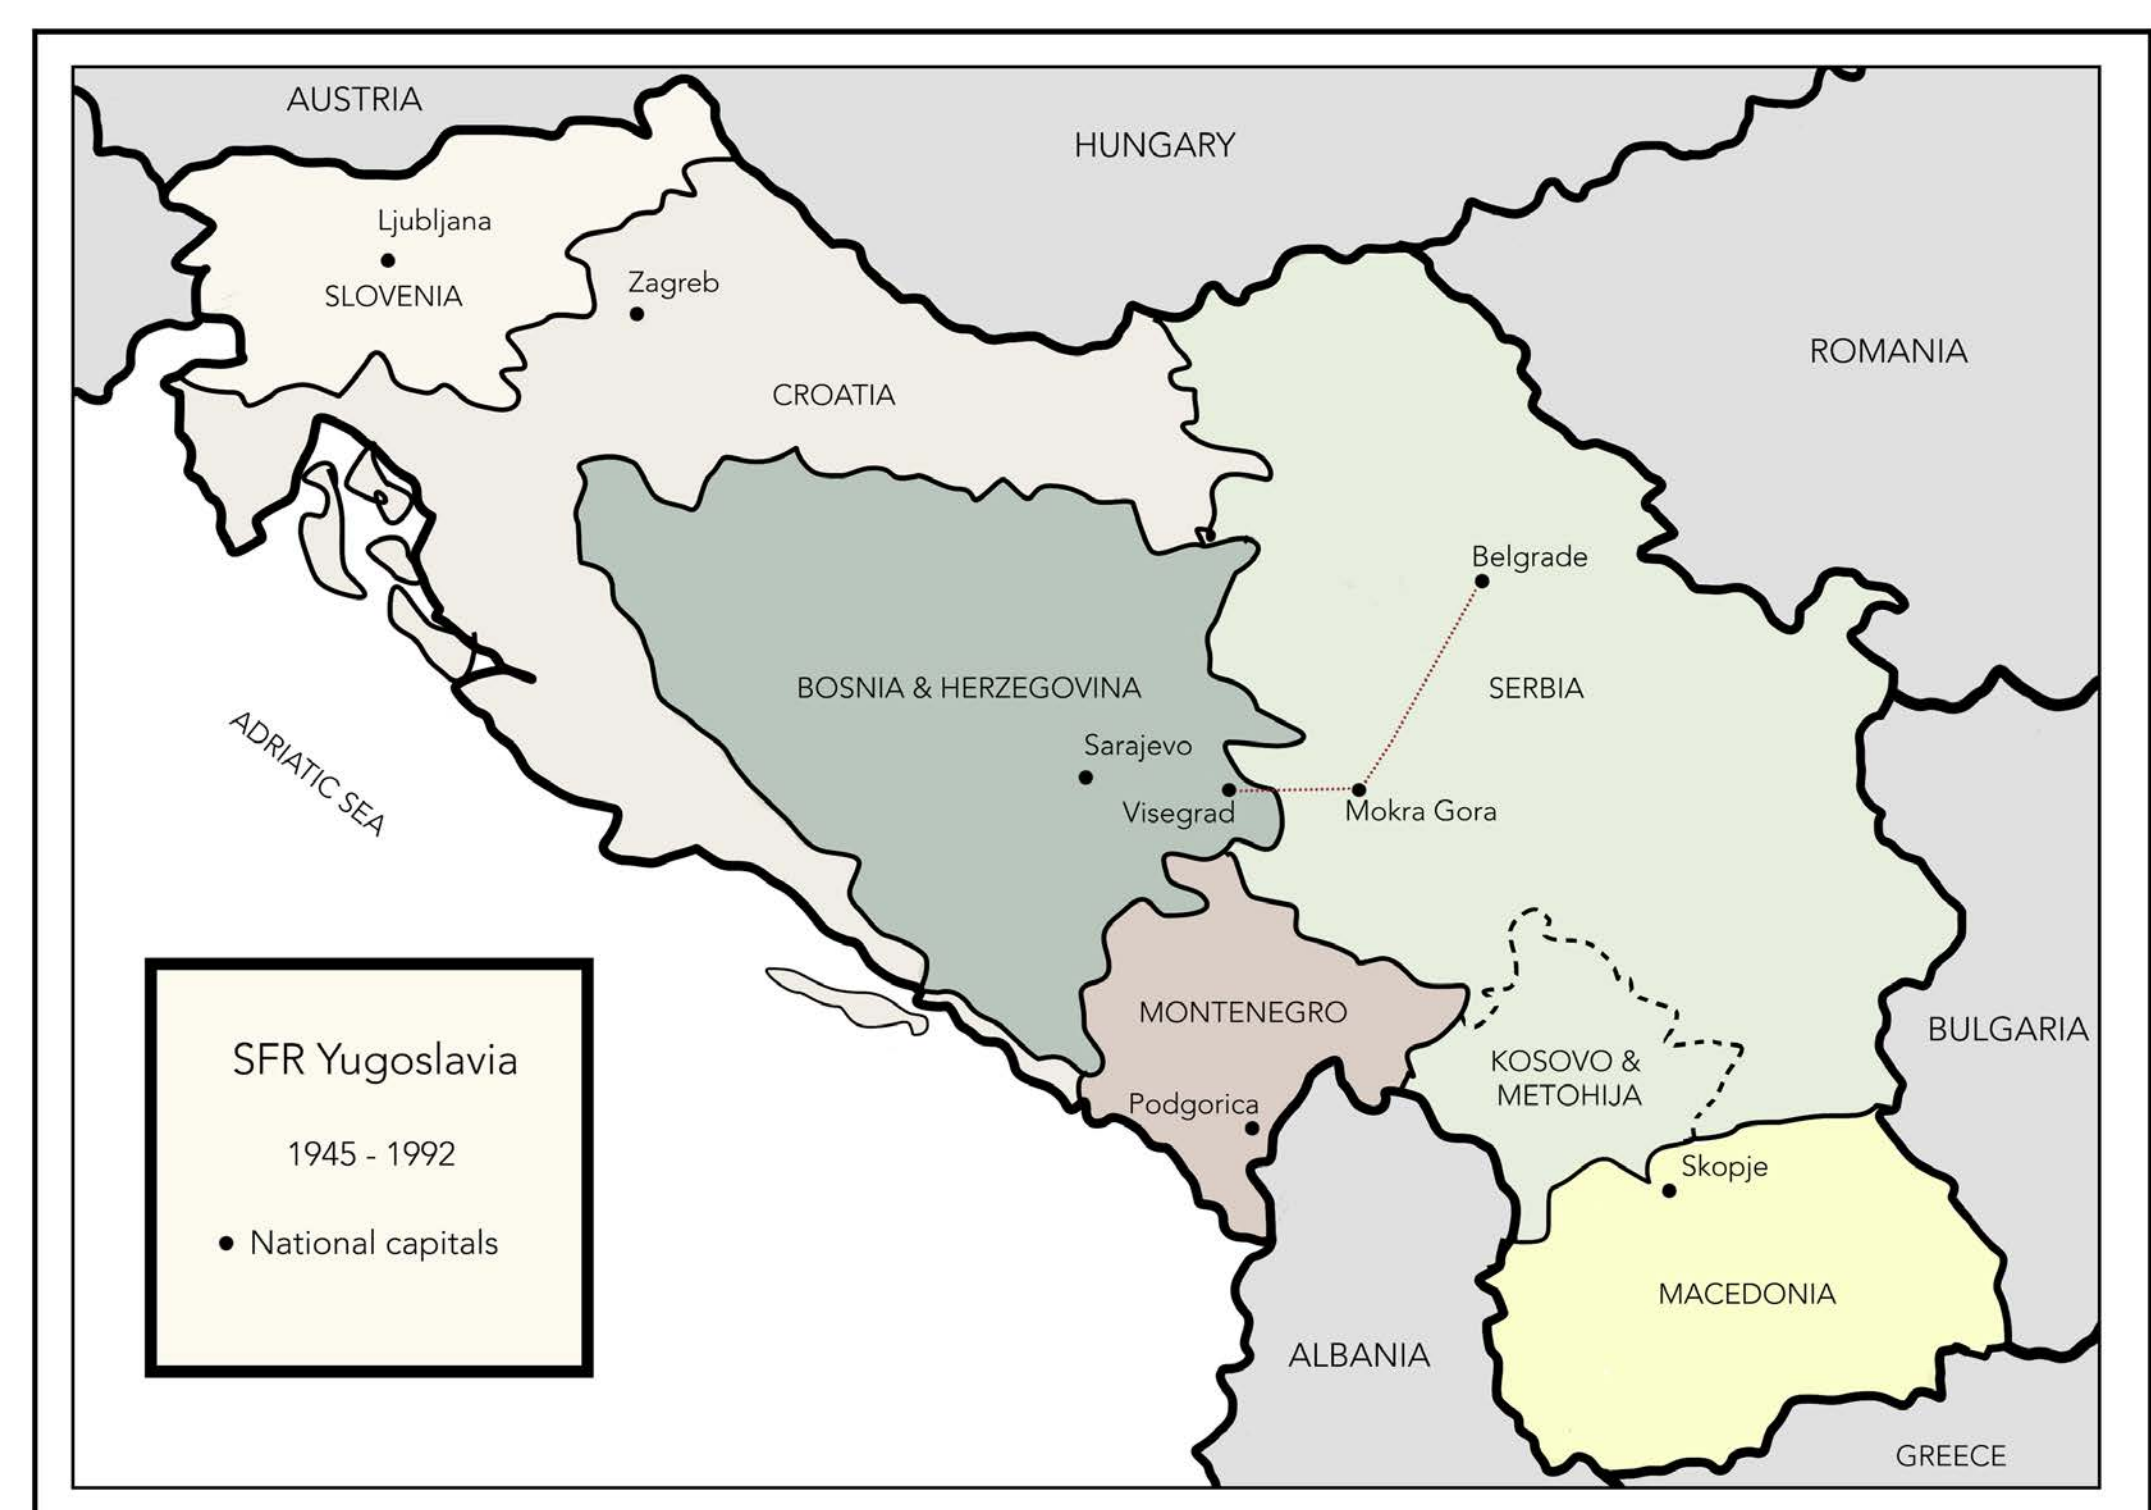 AUSTRIA
HUNGARY
Ljubljana
SLOVENIA
Zagreb
ROMANIA
CROATIA
Belgrade
BOSNIA & HERZEGOVINA
SERBIA
ADRIATIC SEA
Sarajevo
Visegrad
Mokra Gora
MONTENEGRO
BULGARIA
KOSOVO &
METOHIJA
Podgorica
Skopje
MACEDONIA
ALBANIA
GREECE
SFR Yugoslavia
1945 - 1992
National capitals